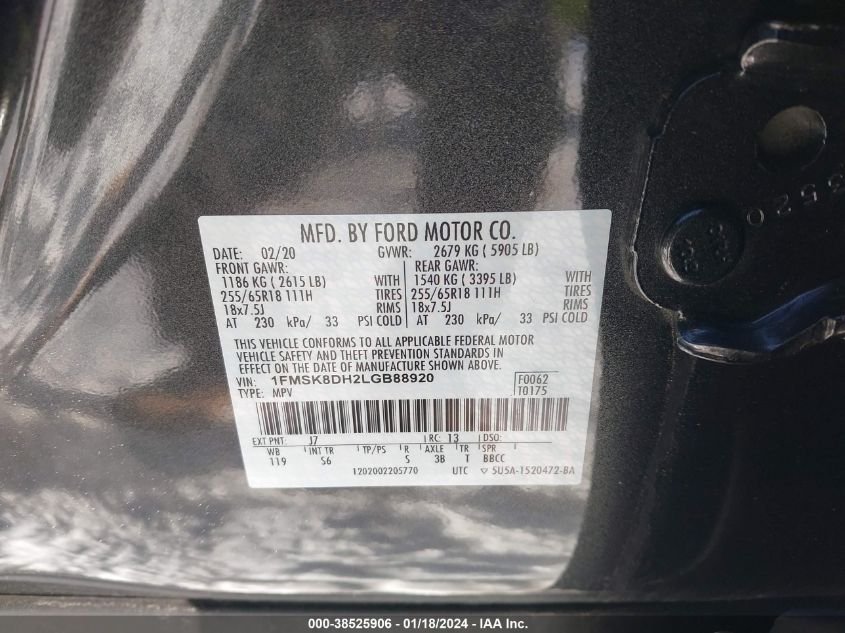 MFD. BY FORD MOTOR CO.
DATE: 02/20 GVWR: 2679 KG ( 5905 LB)
FRONT GAWR: REAR GAWR:
1186 KG ( 2615 LB) WITH 1540 KG ( 3395 LB) WITH
255/65R18 111H TIRES 255/65R18 111H TIRES
18x7.5J RIMS 18x7.5J RIMS
AT 230 kPa/ 33 PSI COLD AT 230 kPa/ 33 PSI COLD
THIS VEHICLE CONFORMS TO ALL APPLICABLE FEDERAL MOTOR
VEHICLE SAFETY AND THEFT PREVENTION STANDARDS IN
EFFECT ON THE DATE OF MANUFACTURE SHOWN ABOVE.
VIN: 1FMSK8DH2LGB88920 F0062
TYPE: MPV T0175
EXT PNT: J7 RC: 13 DSO:
WB INT TR TP/PS R AXLE TR SPR
119 S6 S 3B T BBCC
1202002205770 UTC ▽ 5U5A-1520472-BA
000-38525906 - 01/18/2024 - IAAI.com